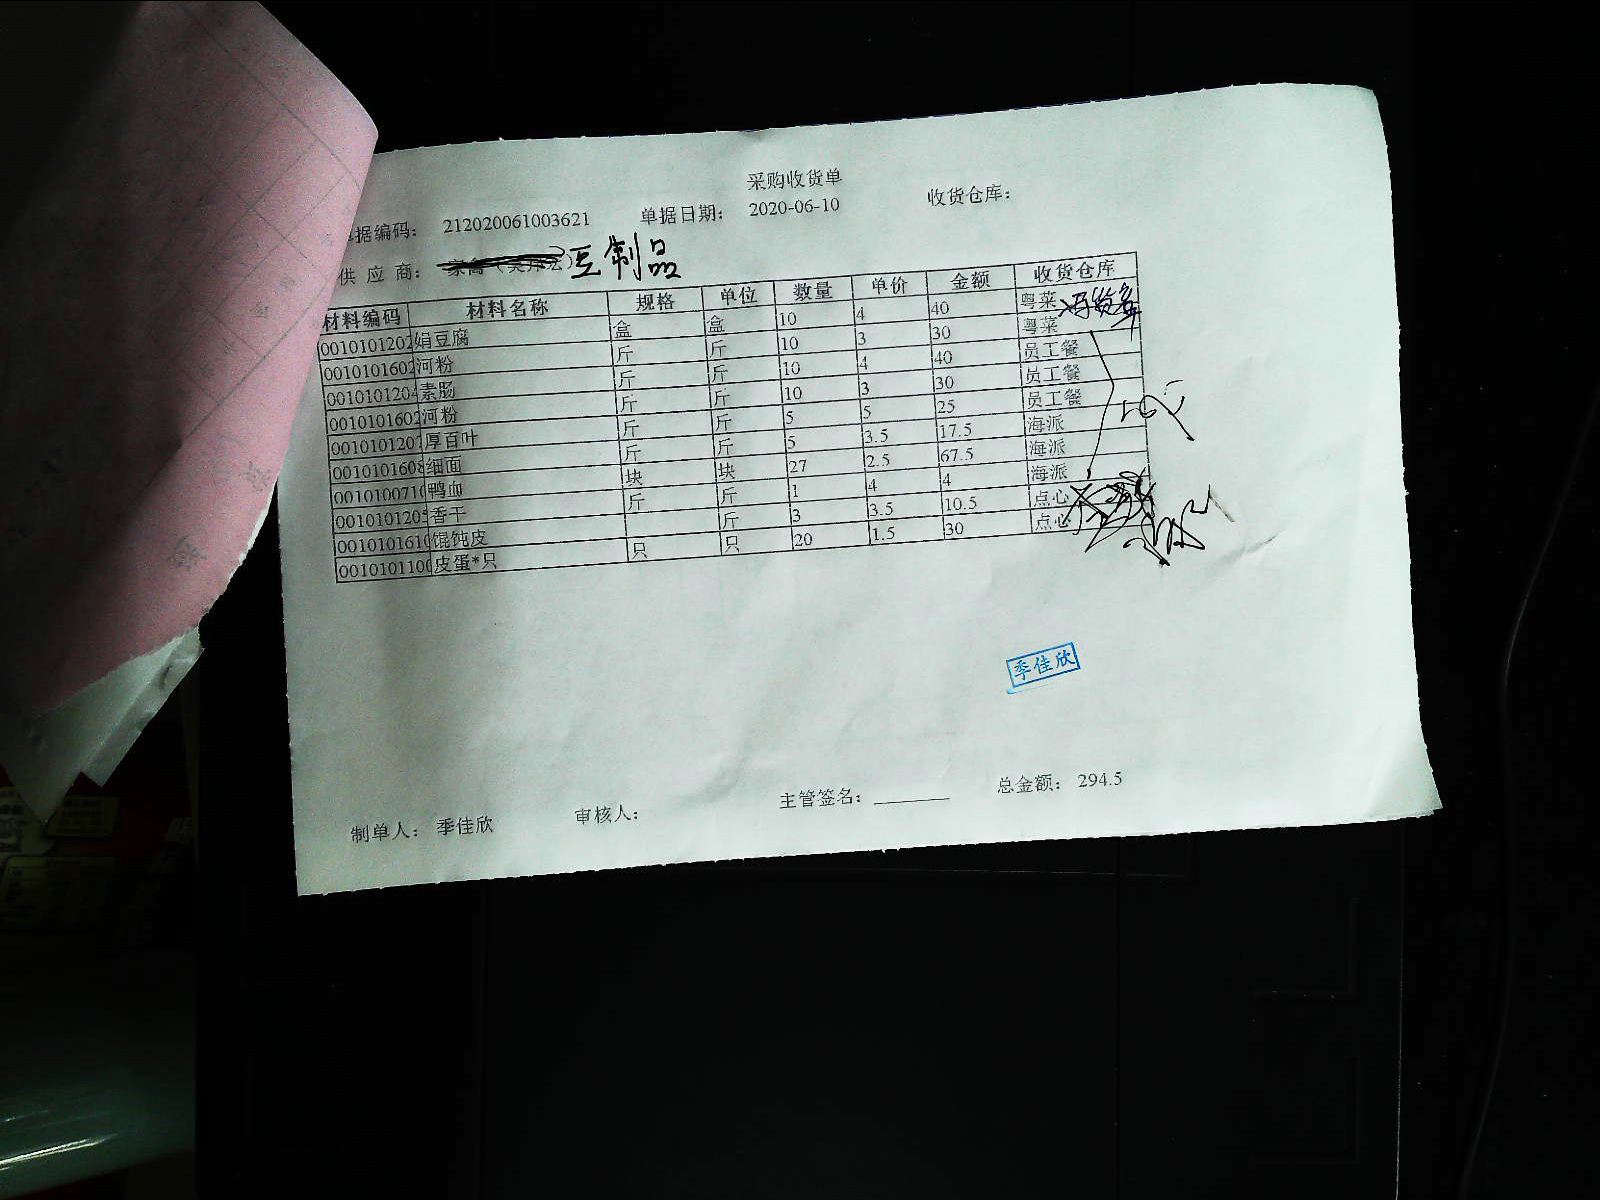 采购收货单
单据编码： 212020061003621 单据日期： 2020-06-10 收货仓库：
供 应 商： 豆制品
材料编码 材料名称 规格 单位 数量 单价 金额 收货仓库
0010101202 娟豆腐 盒 盒 10 4 40 粤菜
0010101602 河粉 斤 斤 10 3 30 粤菜
0010101204 素肠 斤 斤 10 4 40 员工餐
0010101602 河粉 斤 斤 10 3 30 员工餐
0010101207 厚百叶 斤 斤 5 5 25 员工餐
0010101608 细面 斤 斤 5 3.5 17.5 海派
0010100710 鸭血 块 块 27 2.5 67.5 海派
0010101205 香干 斤 斤 1 4 4 海派
0010101610 馄饨皮 斤 3 3.5 10.5 点心
0010101100 皮蛋*只 只 只 20 1.5 30 点心
季佳欣
制单人： 季佳欣 审核人： 主管签名：________ 总金额： 294.5